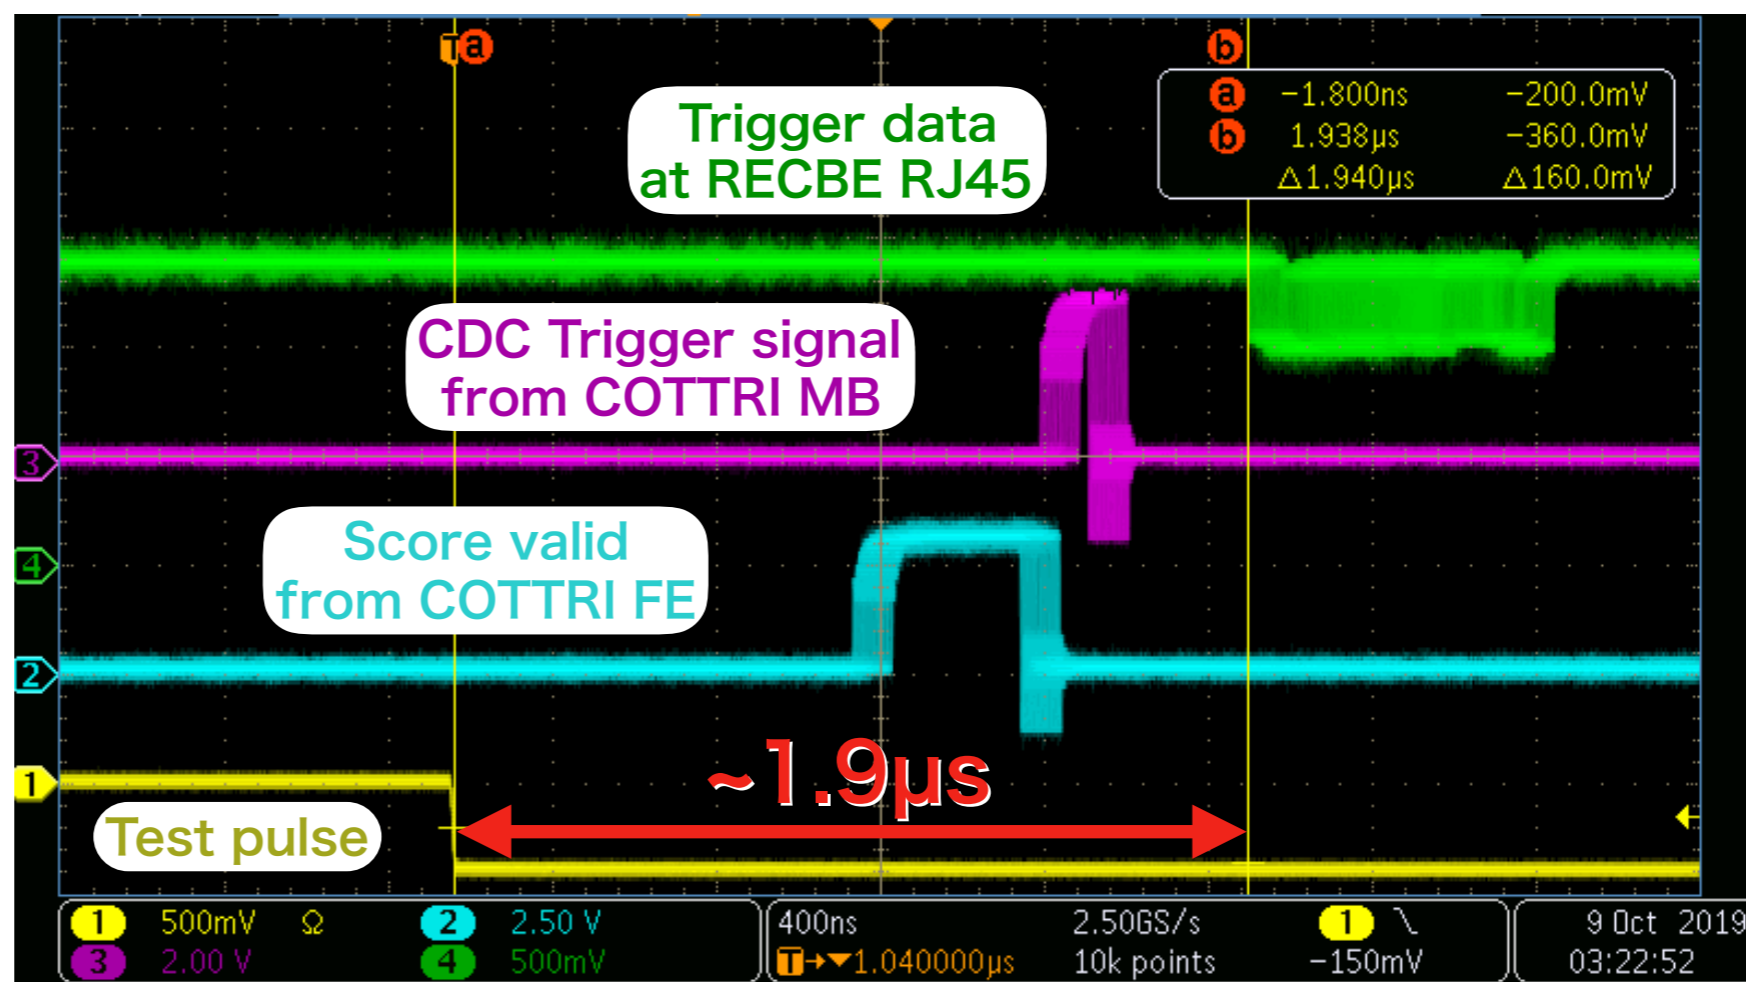 T a
b
a −1.800ns −200.0mV
b 1.938µs −360.0mV
Δ1.940µs Δ160.0mV
Trigger data
at RECBE RJ45
CDC Trigger signal
from COTTRI MB
3
Score valid
from COTTRI FE
4
2
~1.9µs
1
Test pulse
1 500mV Ω 2 2.50 V
3 2.00 V 4 500mV
400ns 2.50GS/s 1 \
T→▼1.040000µs 10k points −150mV
9 Oct 2019
03:22:52